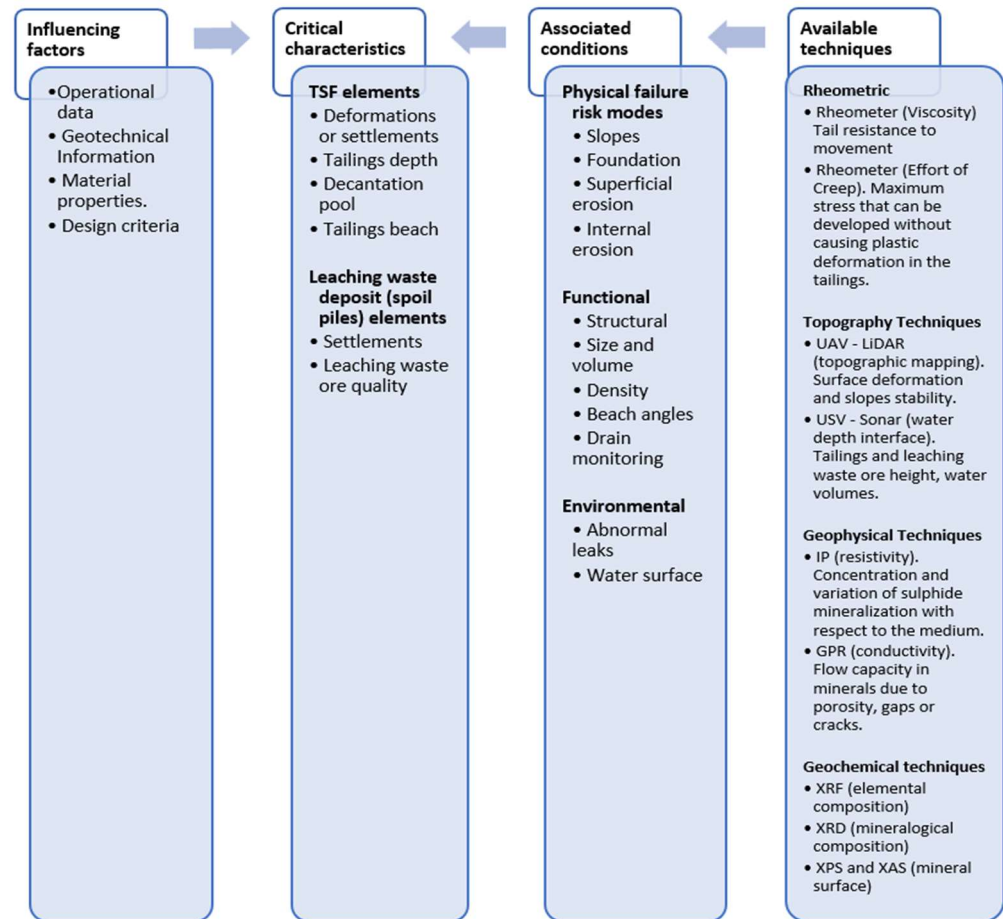 Influencing
factors
•Operational
data
• Geotechnical
Information
• Material
properties.
• Design criteria
Critical
characteristics
TSF elements
• Deformations
or settlements
• Tailings depth
• Decantation
pool
• Tailings beach
Leaching waste
deposit (spoil
piles) elements
• Settlements
• Leaching waste
ore quality
Associated
conditions
Physical failure
risk modes
• Slopes
• Foundation
• Superficial
erosion
• Internal
erosion
Functional
• Structural
• Size and
volume
• Density
• Beach angles
• Drain
monitoring
Environmental
• Abnormal
leaks
• Water surface
Available
techniques
Rheometric
• Rheometer (Viscosity)
Tail resistance to
movement
• Rheometer (Effort of
Creep). Maximum
stress that can be
developed without
causing plastic
deformation in the
tailings.
Topography Techniques
• UAV - LiDAR
(topographic mapping).
Surface deformation
and slopes stability.
• USV - Sonar (water
depth interface).
Tailings and leaching
waste ore height, water
volumes.
Geophysical Techniques
• IP (resistivity).
Concentration and
variation of sulphide
mineralization with
respect to the medium.
• GPR (conductivity).
Flow capacity in
minerals due to
porosity, gaps or
cracks.
Geochemical techniques
• XRF (elemental
composition)
• XRD (mineralogical
composition)
• XPS and XAS (mineral
surface)